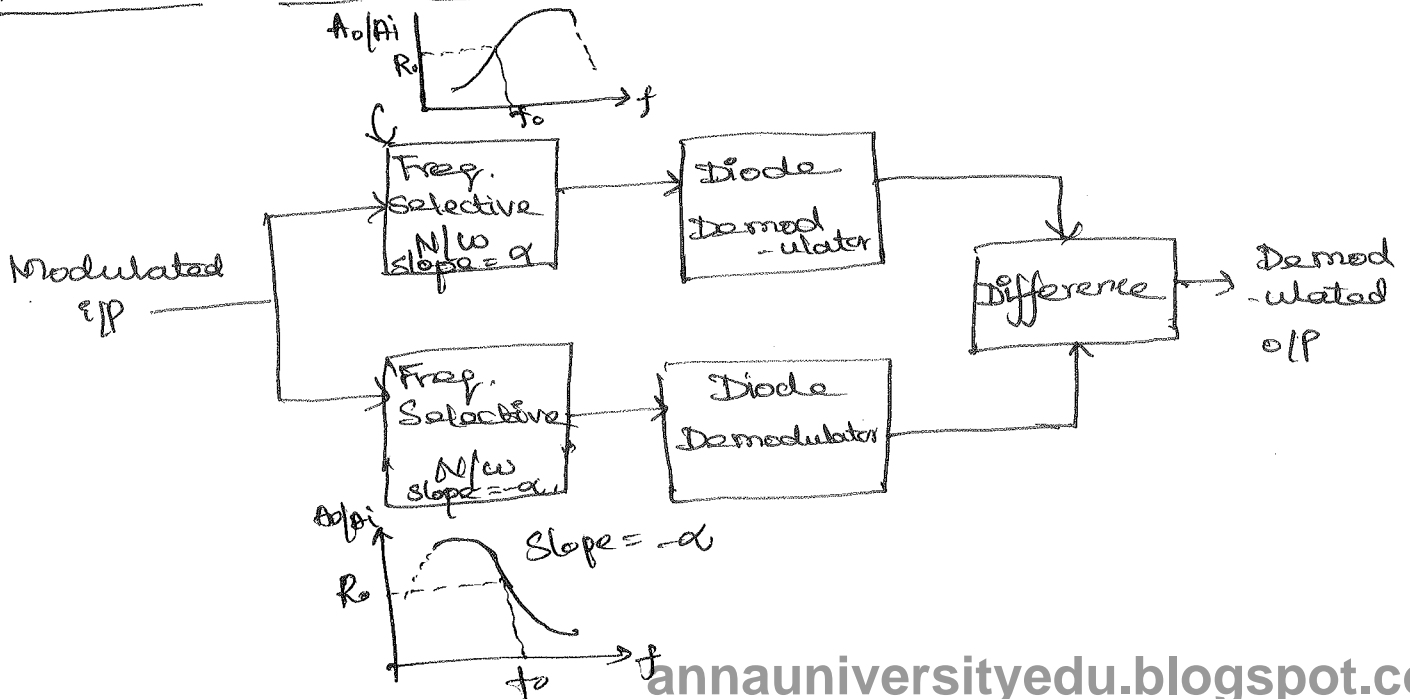 Ao/Ai
Ro
fo
f
Freq.
Selective
N/W
slope = α
Diode
Demod
-ulator
Modulated
i/p
Difference
Demod
-ulated
o/p
Freq.
Selective
N/W
slope = -α
Diode
Demodulator
Ao/Ai
Slope = -α
Ro
fo
f
annauniversityedu.blogspot.co